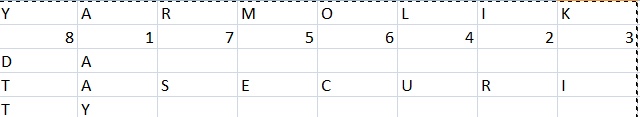 Y A R M O L I K
8 1 7 5 6 4 2 3
D A
T A S E C U R I
T Y